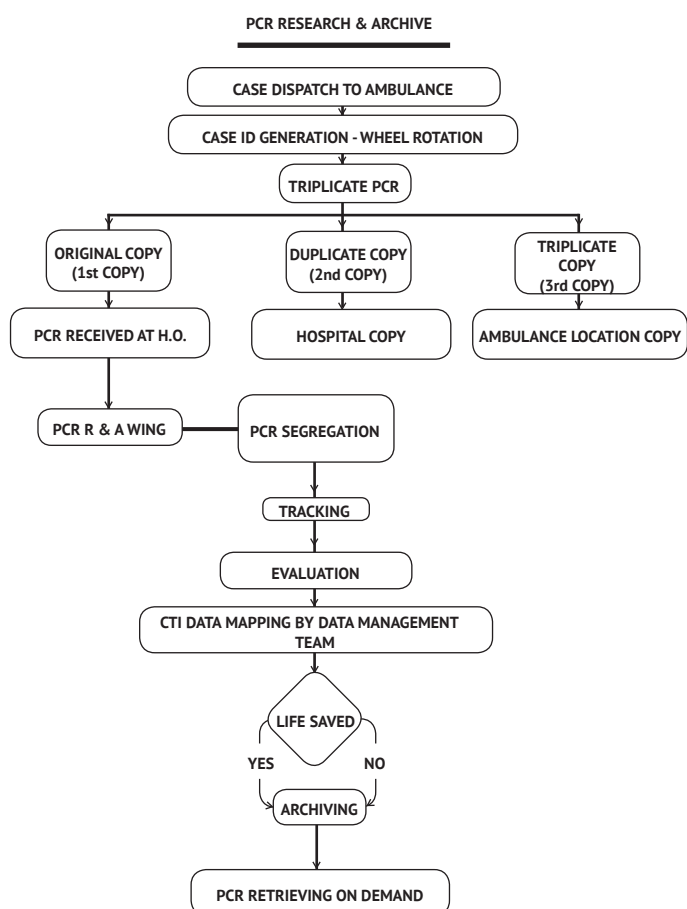 PCR RESEARCH & ARCHIVE
CASE DISPATCH TO AMBULANCE
CASE ID GENERATION - WHEEL ROTATION
TRIPLICATE PCR
ORIGINAL COPY
(1st COPY)
DUPLICATE COPY
(2nd COPY)
TRIPLICATE
COPY
(3rd COPY)
PCR RECEIVED AT H.O.
HOSPITAL COPY
AMBULANCE LOCATION COPY
PCR R & A WING
PCR SEGREGATION
TRACKING
EVALUATION
CTI DATA MAPPING BY DATA MANAGEMENT
TEAM
LIFE SAVED
YES
NO
ARCHIVING
PCR RETRIEVING ON DEMAND